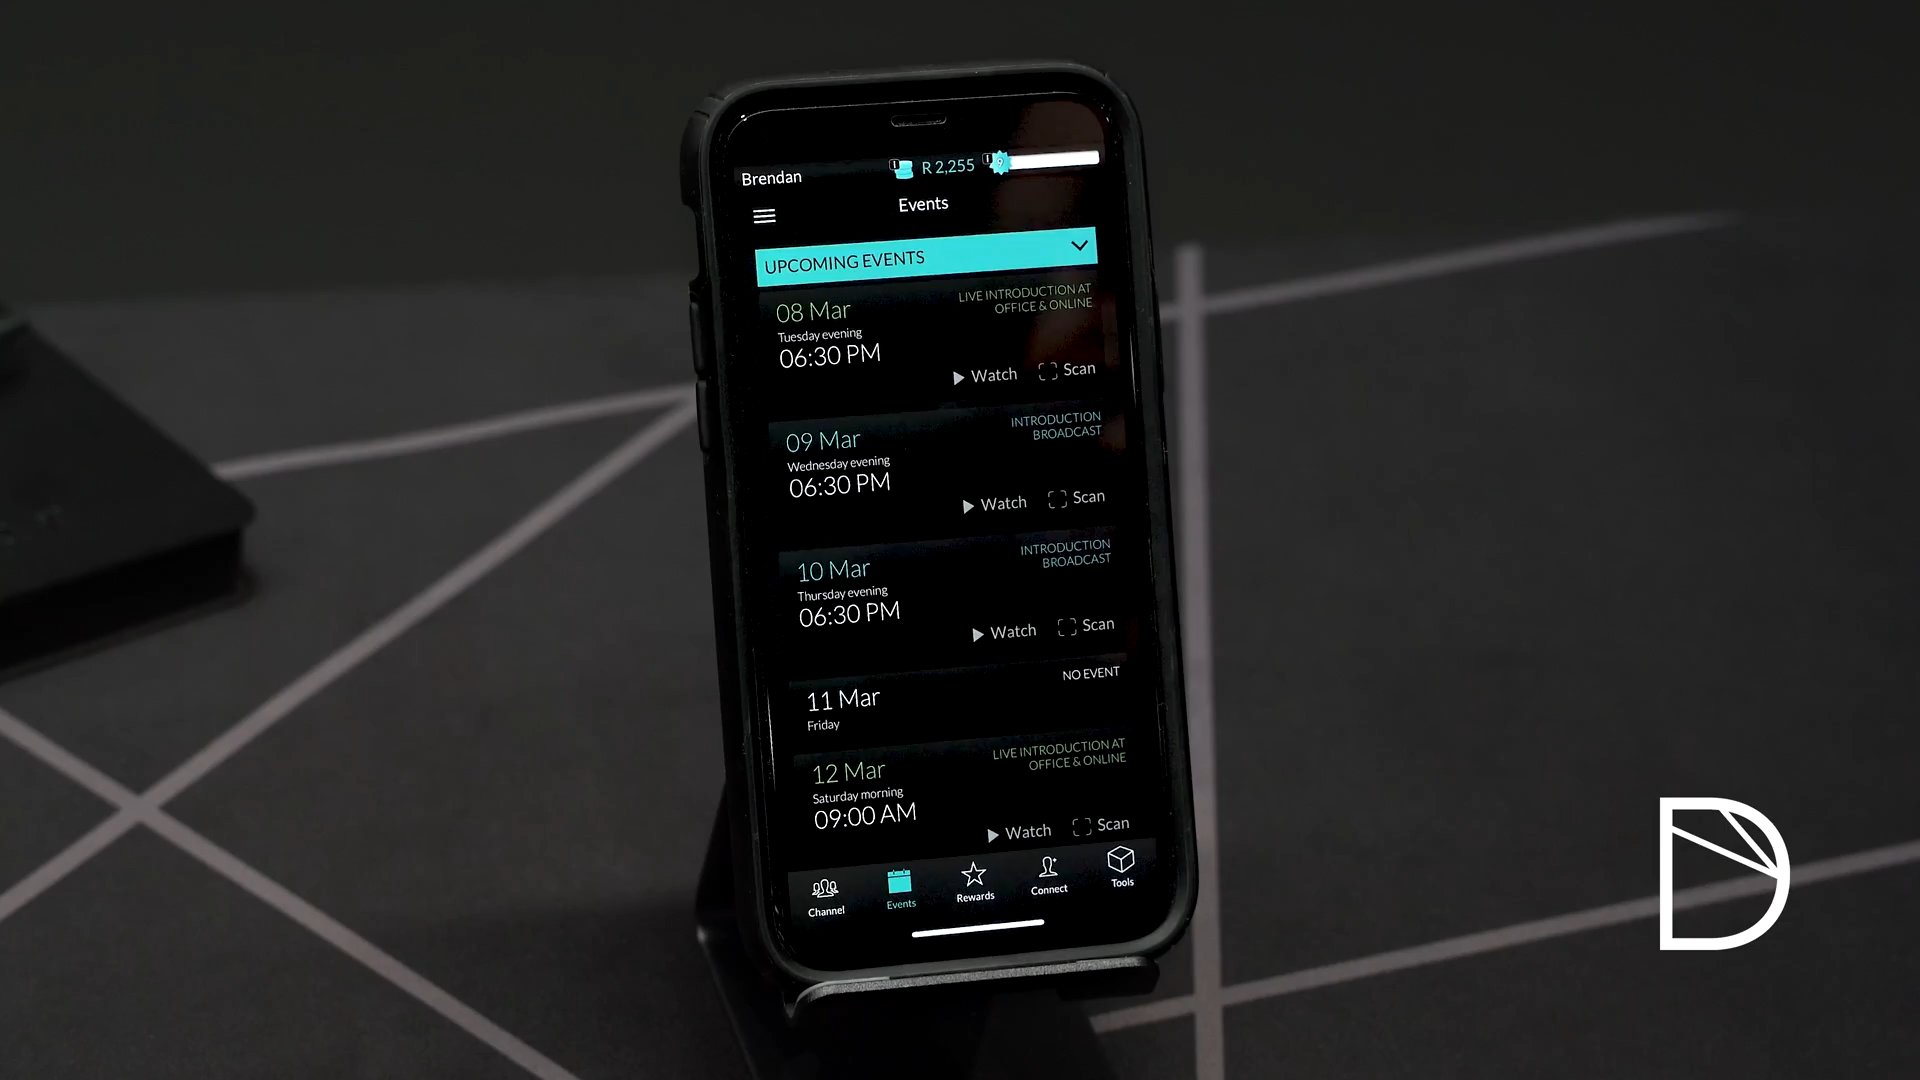 Brendan
R 2,255
9
Events
UPCOMING EVENTS
08 Mar
LIVE INTRODUCTION AT
OFFICE & ONLINE
Tuesday evening
06:30 PM
Watch
Scan
09 Mar
INTRODUCTION
BROADCAST
Wednesday evening
06:30 PM
Watch
Scan
10 Mar
INTRODUCTION
BROADCAST
Thursday evening
06:30 PM
Watch
Scan
11 Mar
NO EVENT
Friday
12 Mar
LIVE INTRODUCTION AT
OFFICE & ONLINE
Saturday morning
09:00 AM
Watch
Scan
Channel
Events
Rewards
Connect
Tools
D